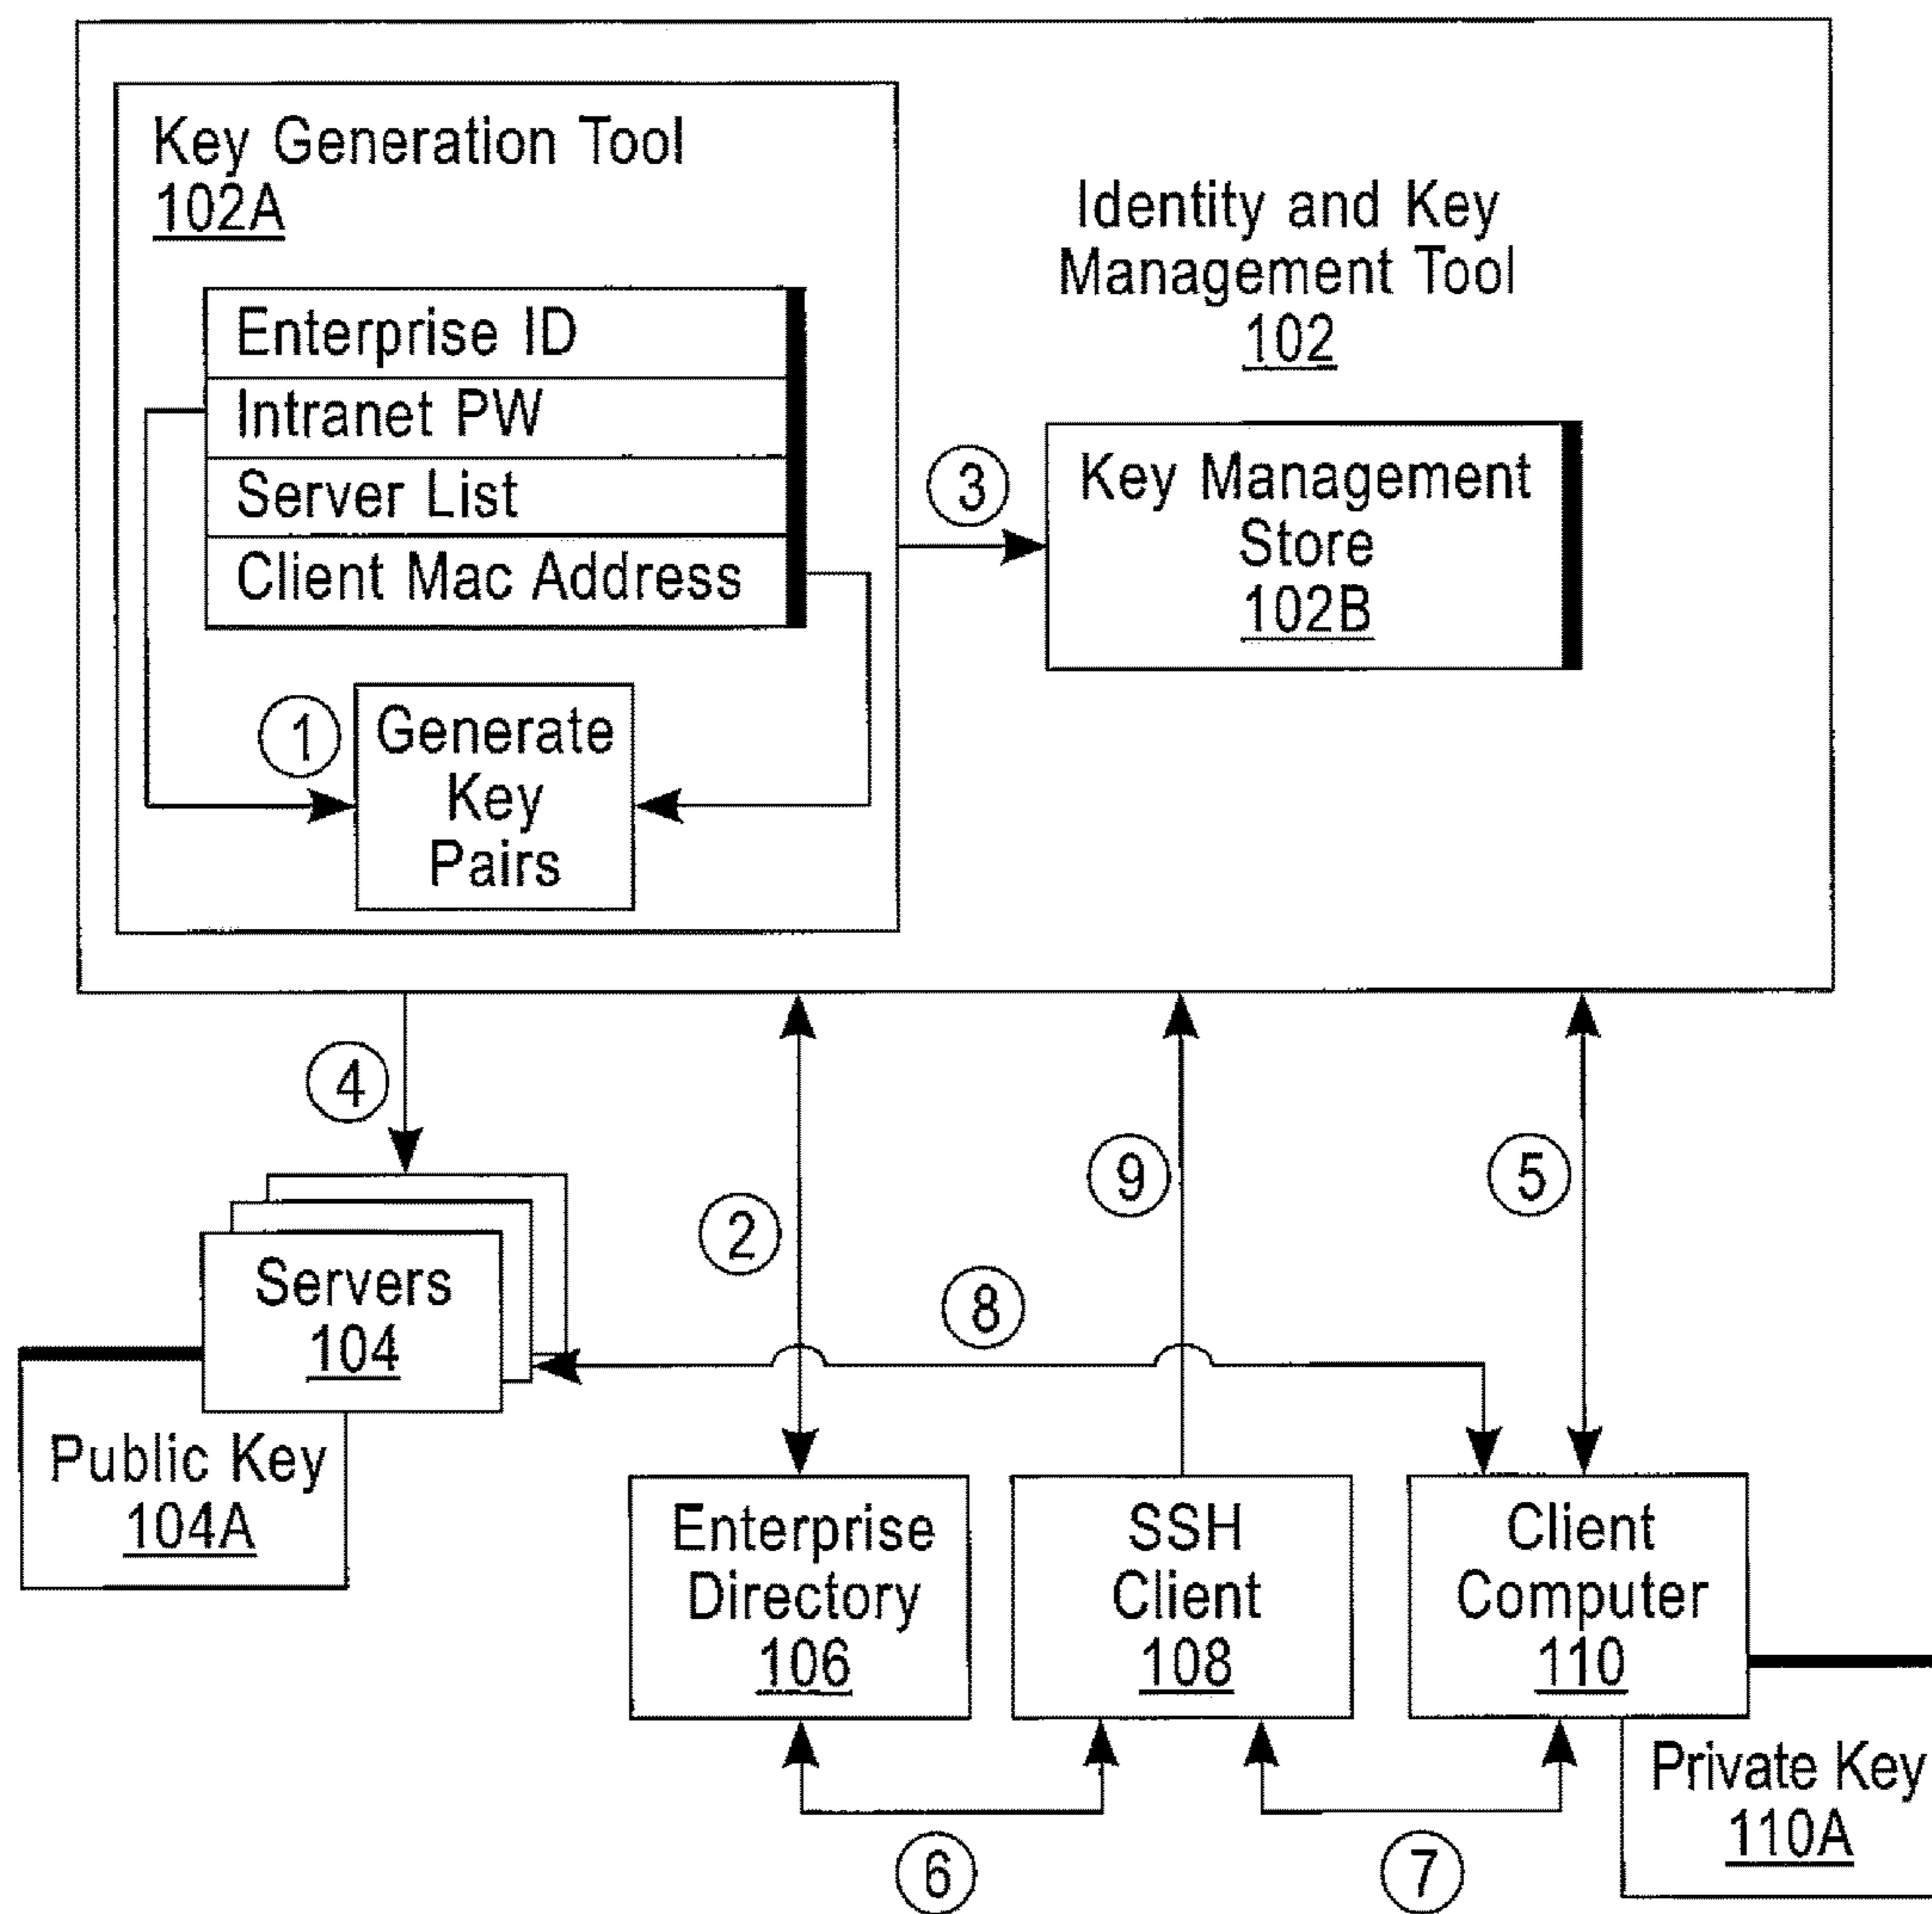 Key Generation Tool
102A
Enterprise ID
Intranet PW
Server List
Client Mac Address
1
Generate
Key
Pairs
Identity and Key
Management Tool
102
3
Key Management
Store
102B
4
2
9
5
8
Servers
104
Public Key
104A
Enterprise
Directory
106
SSH
Client
108
Client
Computer
110
Private Key
110A
6
7